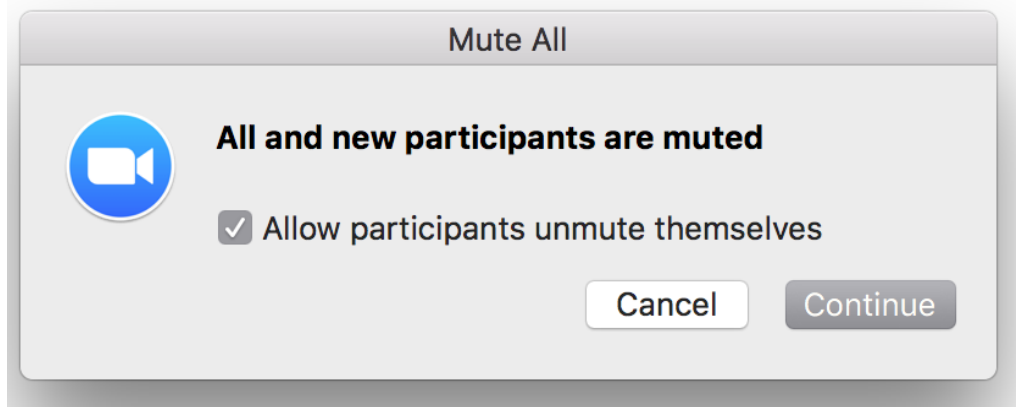 Mute All
All and new participants are muted
Allow participants unmute themselves
Cancel Continue